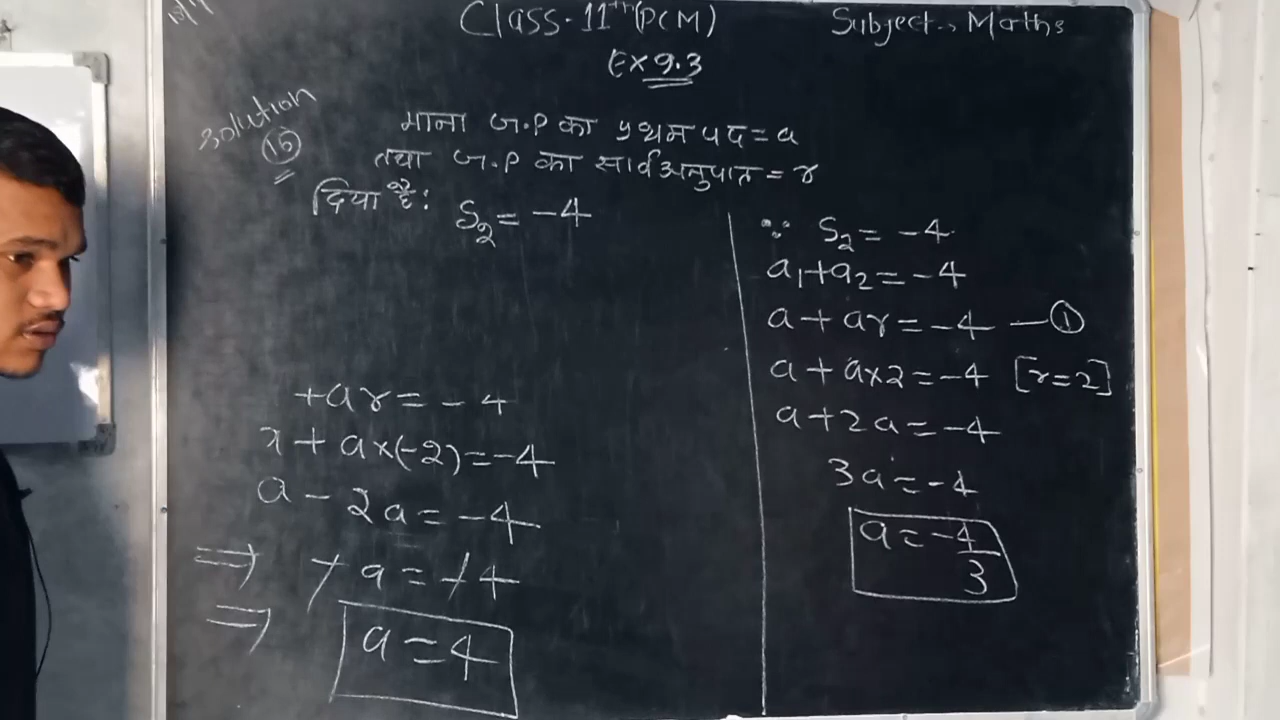 Class-11th(PCM)
Subject → Maths
Ex 9.3
Solution
15
माना G.P का प्रथम पद = a
तथा G.P का सार्वअनुपात = r
दिया है: S₂ = -4
+ar = -4
a + a×(-2) = -4
a - 2a = -4
⇒ -a = -4
⇒ a = 4
∵ S₂ = -4
a₁+a₂ = -4
a + ar = -4 — ①
a + a×2 = -4 [r=2]
a + 2a = -4
3a = -4
a = -4/3